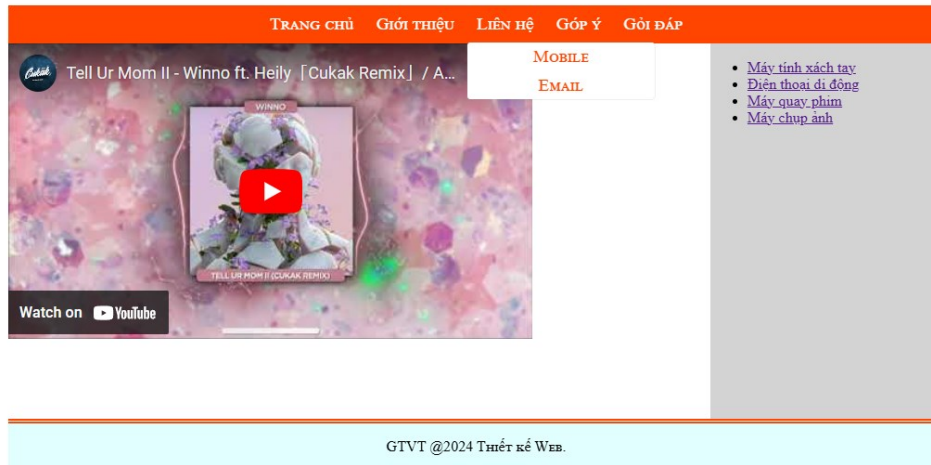 Trang chủ Giới thiệu Liên hệ Góp Ý Gỏi đáp
Mobile
Email
Cukak
Tell Ur Mom II - Winno ft. Heily「Cukak Remix」/ A...
WINNO
TELL UR MOM II (CUKAK REMIX)
Watch on YouTube
Máy tính xách tay
Điện thoại di động
Máy quay phim
Máy chụp ảnh
GTVT @2024 Thiết kế Web.